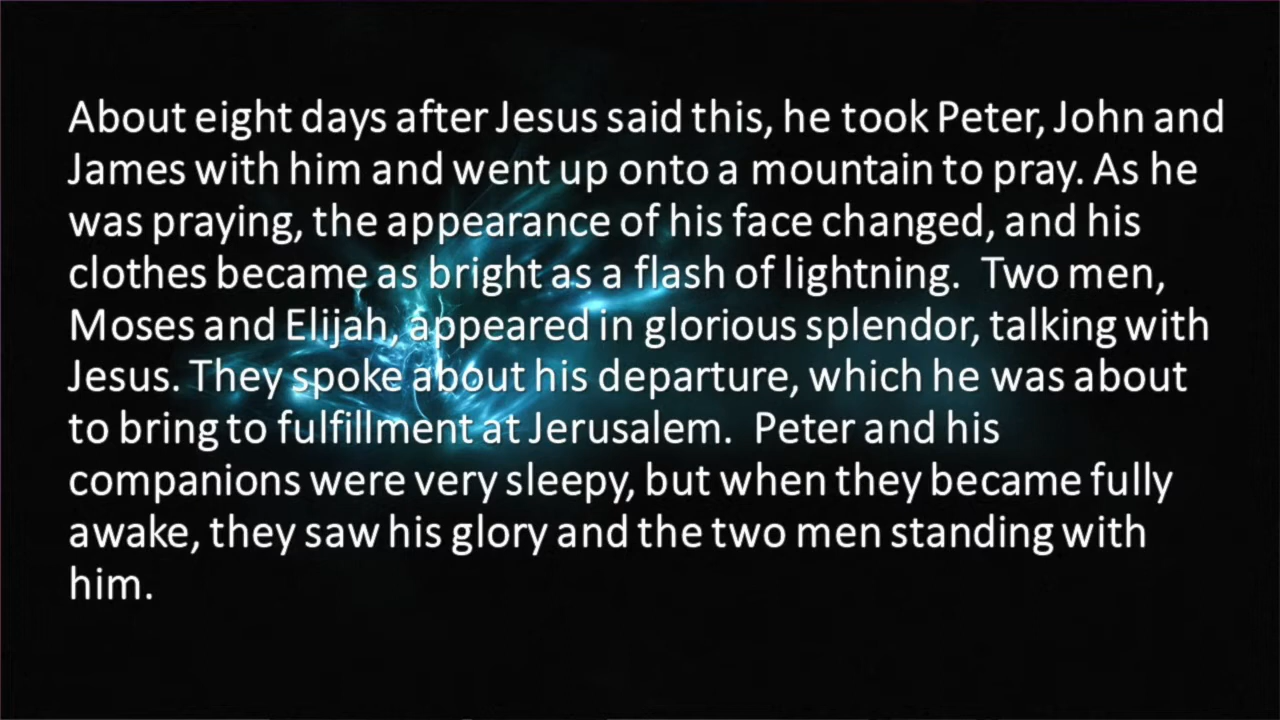 About eight days after Jesus said this, he took Peter, John and
James with him and went up onto a mountain to pray. As he
was praying, the appearance of his face changed, and his
clothes became as bright as a flash of lightning.  Two men,
Moses and Elijah, appeared in glorious splendor, talking with
Jesus. They spoke about his departure, which he was about
to bring to fulfillment at Jerusalem.  Peter and his
companions were very sleepy, but when they became fully
awake, they saw his glory and the two men standing with
him.